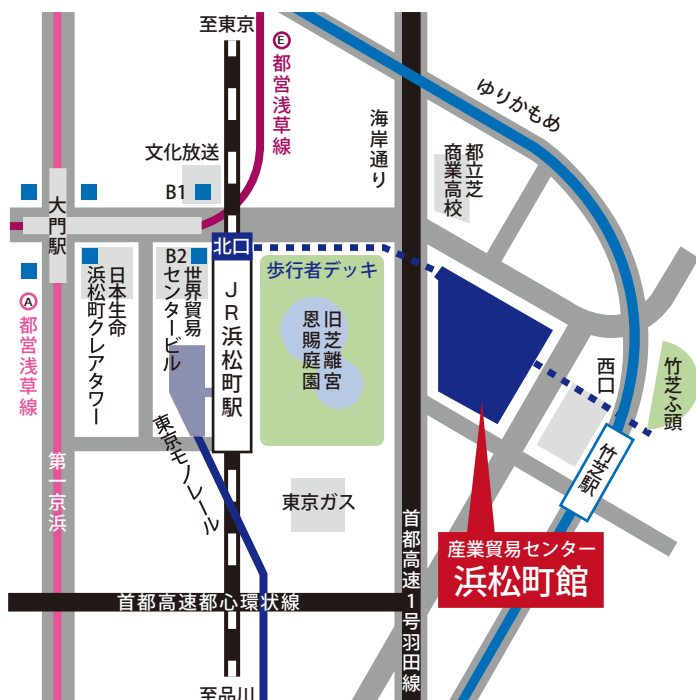 至東京
E
都営浅草線
ゆりかもめ
海岸通り
文化放送
都立芝
商業高校
B1
大門駅
B2
北口
歩行者デッキ
世界貿易
センタービル
日本生命
浜松町クレアタワー
JR浜松町駅
旧芝離宮
恩賜庭園
A
都営浅草線
西口
竹芝ふ頭
竹芝駅
東京モノレール
第一京浜
東京ガス
首都高速1号羽田線
産業貿易センター
浜松町館
首都高速都心環状線
至品川